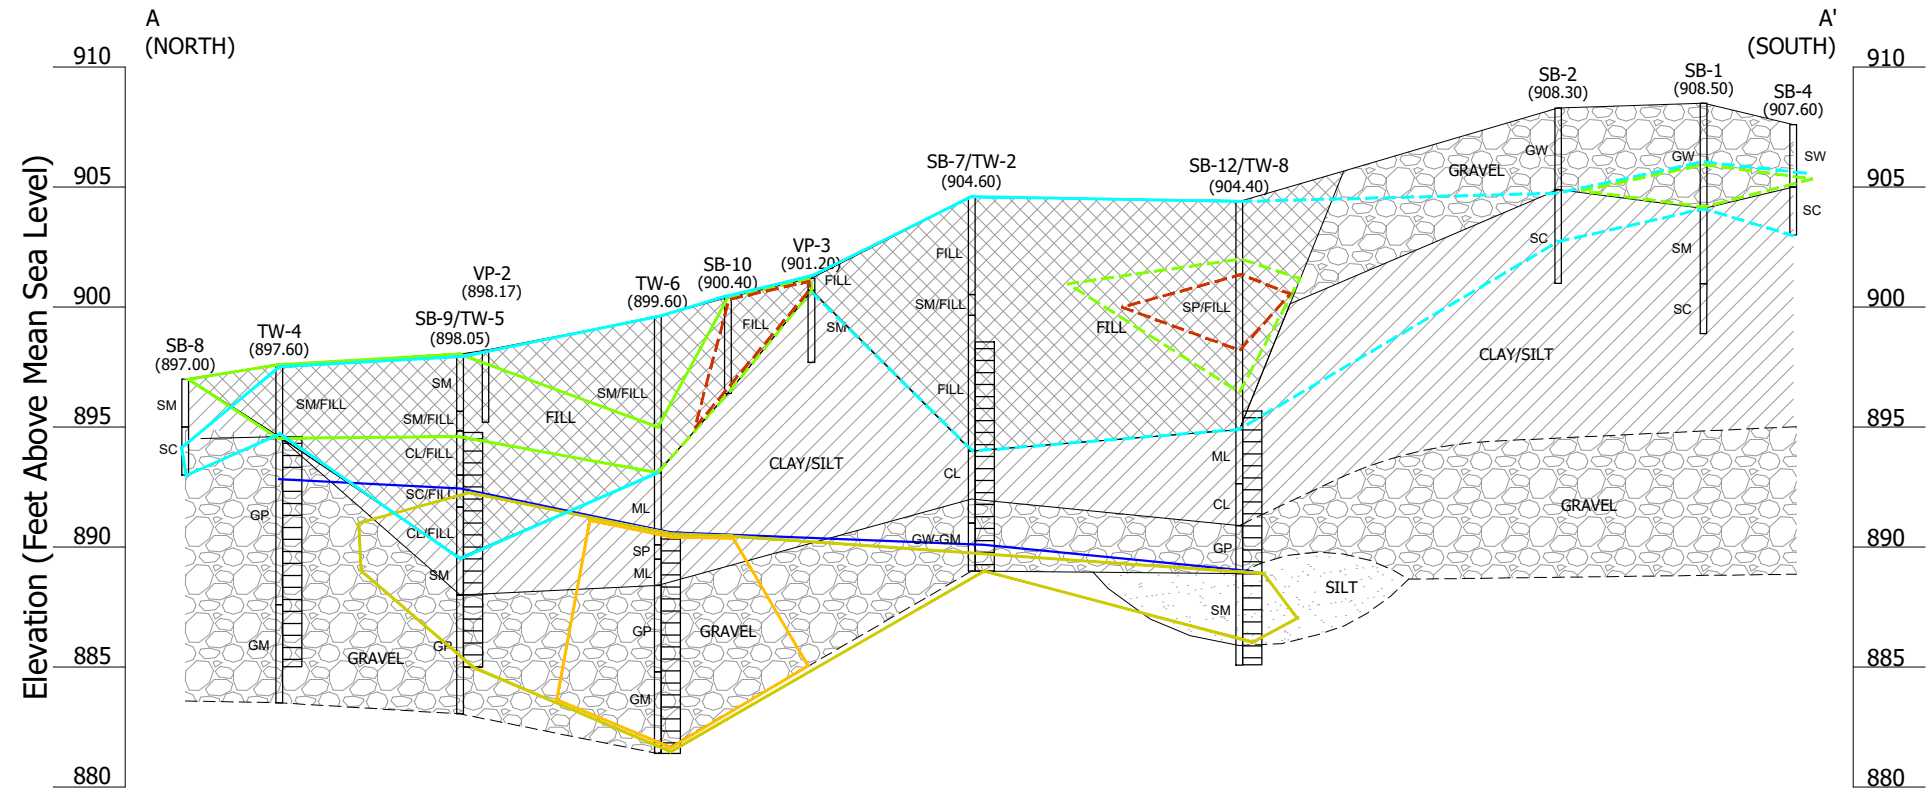 A
(NORTH)
A'
(SOUTH)
910
905
900
895
890
885
880
910
905
900
895
890
885
880
Elevation (Feet Above Mean Sea Level)
SB-8
(897.00)
TW-4
(897.60)
SB-9/TW-5
(898.05)
VP-2
(898.17)
TW-6
(899.60)
SB-10
(900.40)
VP-3
(901.20)
SB-7/TW-2
(904.60)
SB-12/TW-8
(904.40)
SB-2
(908.30)
SB-1
(908.50)
SB-4
(907.60)
SM
SC
SM/FILL
GP
GM
GRAVEL
SM
SM/FILL
CL/FILL
SC/FILL
CL/FILL
SM
GP
FILL
SM/FILL
ML
SP
ML
GP
GM
GRAVEL
FILL
FILL
SM
CLAY/SILT
FILL
SM/FILL
FILL
CL
GW-GM
FILL
SP/FILL
ML
CL
GP
SM
SILT
GRAVEL
GW
SC
GW
SM
SC
SW
SC
CLAY/SILT
GRAVEL